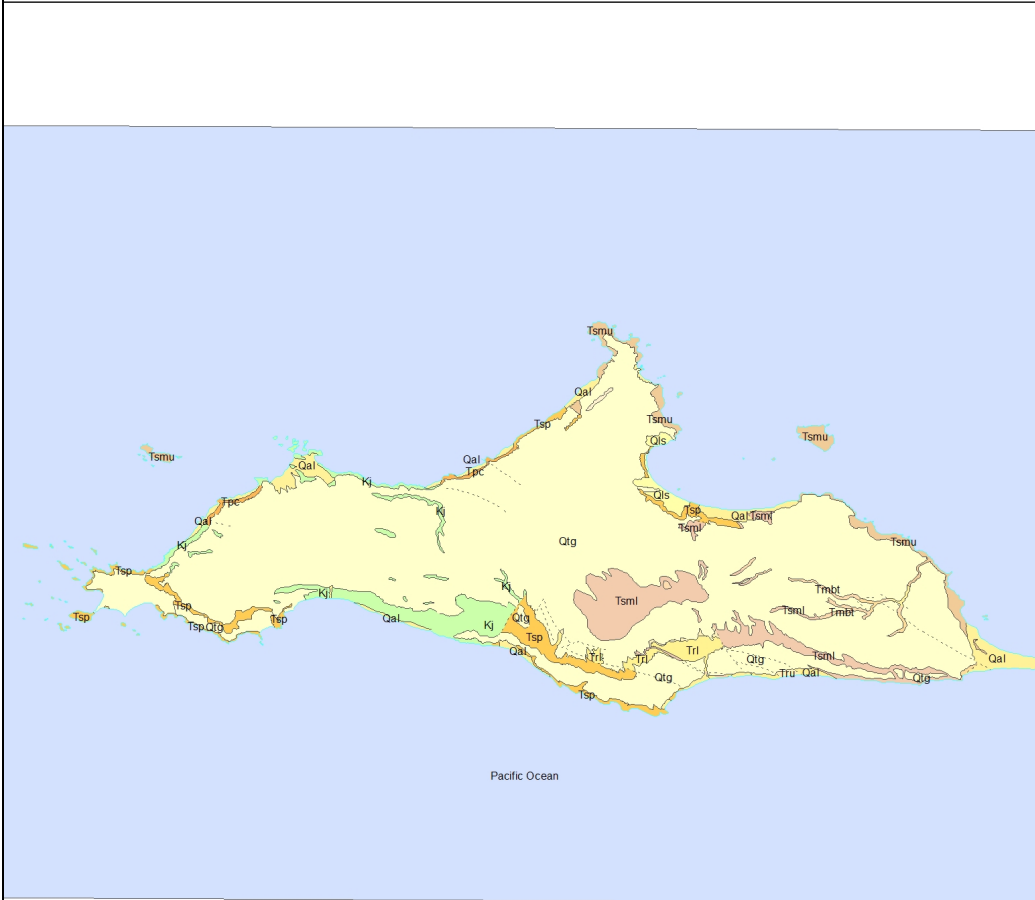 Tsmu
Qal
Tsp
Tsmu
Tsmu
Qls
Tsmu
Qal
Tpc
Qal
Kj
Tpc
Kj
Qls
Tsp
Qal
Tsml
Tsml
Qal
Kj
Qtg
Tsmu
Tsp
Kj
Kj
Tmbt
Tsml
Tsp
Tsml
Tmbt
Tsp
Qal
Qtg
Tsp
Kj
Tsp
Qtg
Tsp
Qal
Trl
Trl
Trl
Tsml
Qtg
Qal
Qtg
Tru
Qal
Qtg
Tsp
Pacific Ocean